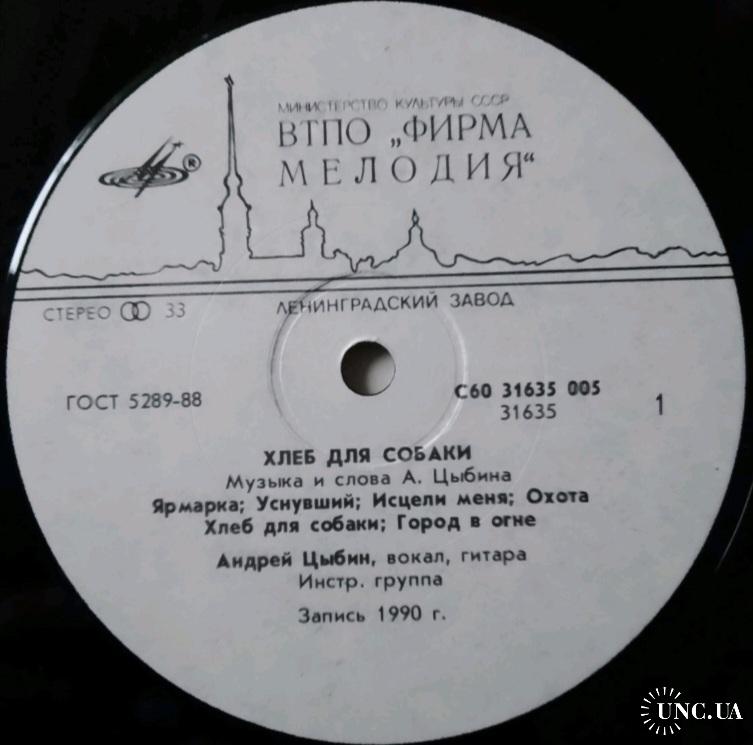 МИНИСТЕРСТВО КУЛЬТУРЫ СССР
ВТПО „ФИРМА
МЕЛОДИЯ“
®
СТЕРЕО 33
ЛЕНИНГРАДСКИЙ ЗАВОД
ГОСТ 5289-88
С60 31635 005
31635
1
ХЛЕБ ДЛЯ СОБАКИ
Музыка и слова А. Цыбина
Ярмарка; Уснувший; Исцели меня; Охота
Хлеб для собаки; Город в огне
Андрей Цыбин, вокал, гитара
Инстр. группа
Запись 1990 г.
UNC.UA